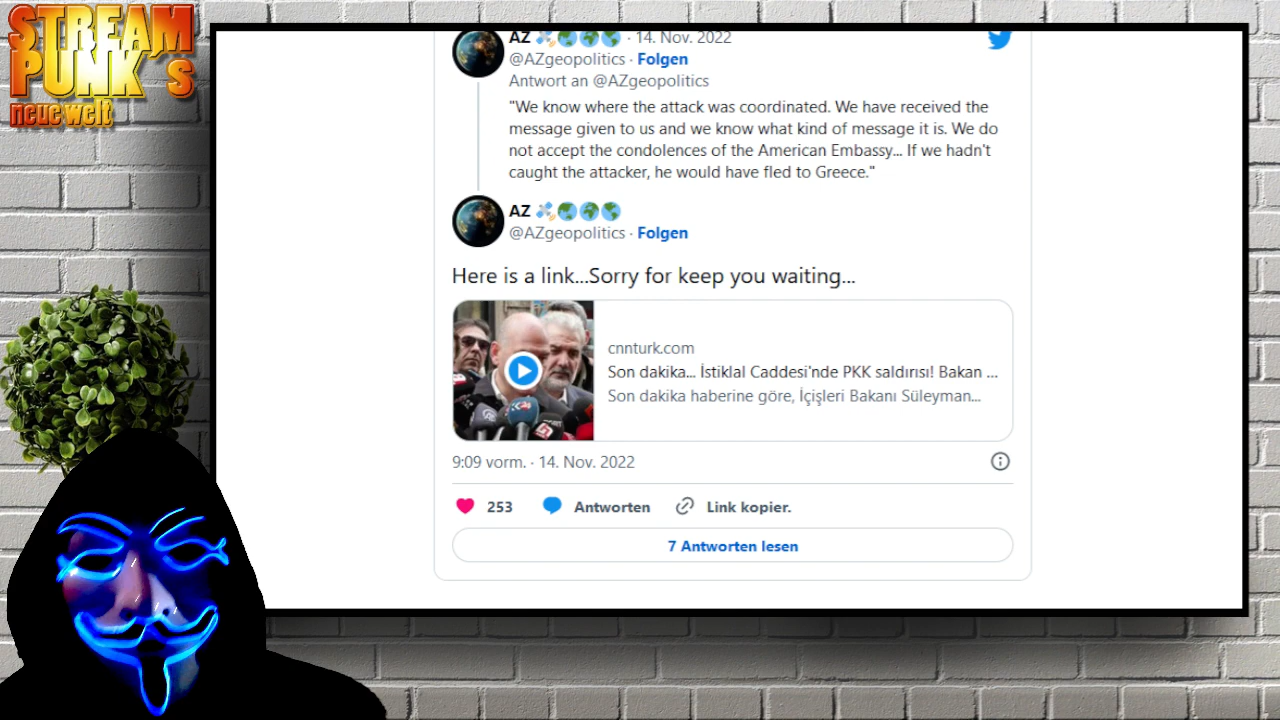 STREAM
PUNK´s
neue welt
AZ · 14. Nov. 2022
@AZgeopolitics · Folgen
Antwort an @AZgeopolitics
"We know where the attack was coordinated. We have received the
message given to us and we know what kind of message it is. We do
not accept the condolences of the American Embassy... If we hadn't
caught the attacker, he would have fled to Greece."
AZ
@AZgeopolitics · Folgen
Here is a link...Sorry for keep you waiting...
cnnturk.com
Son dakika... İstiklal Caddesi'nde PKK saldırısı! Bakan ...
Son dakika haberine göre, İçişleri Bakanı Süleyman...
9:09 vorm. · 14. Nov. 2022
253 Antworten Link kopier.
7 Antworten lesen